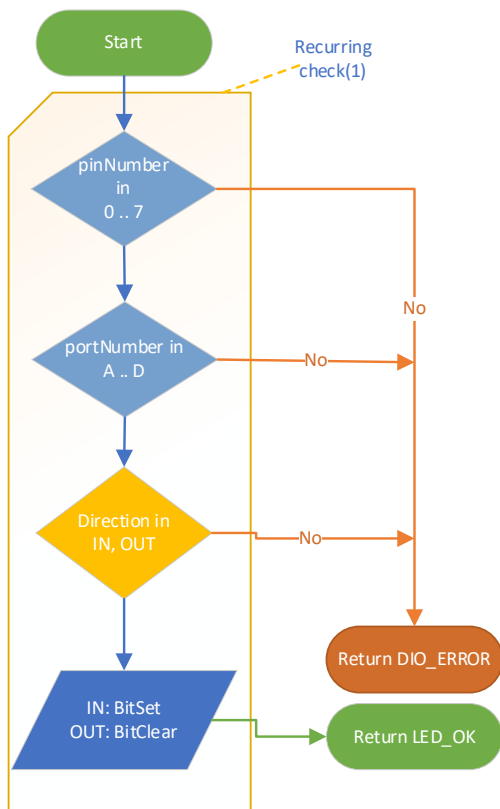 Start
Recurring
check(1)
pinNumber
in
0 .. 7
No
portNumber in
A .. D
No
Direction in
IN, OUT
No
Return DIO_ERROR
IN: BitSet
OUT: BitClear
Return LED_OK